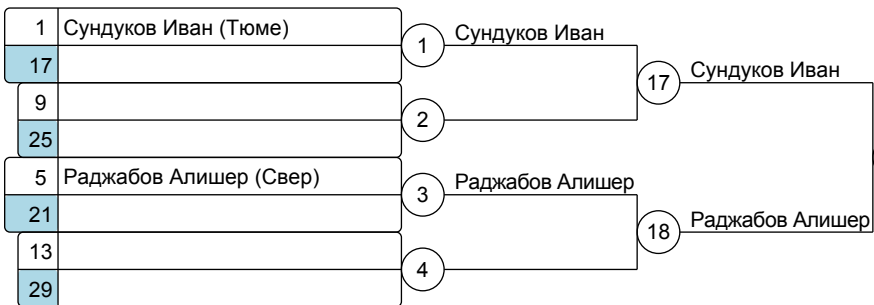 1 Сундуков Иван (Тюме)
17
9
25
5 Раджабов Алишер (Свер)
21
13
29
1 Сундуков Иван
2
3 Раджабов Алишер
4
17 Сундуков Иван
18 Раджабов Алишер